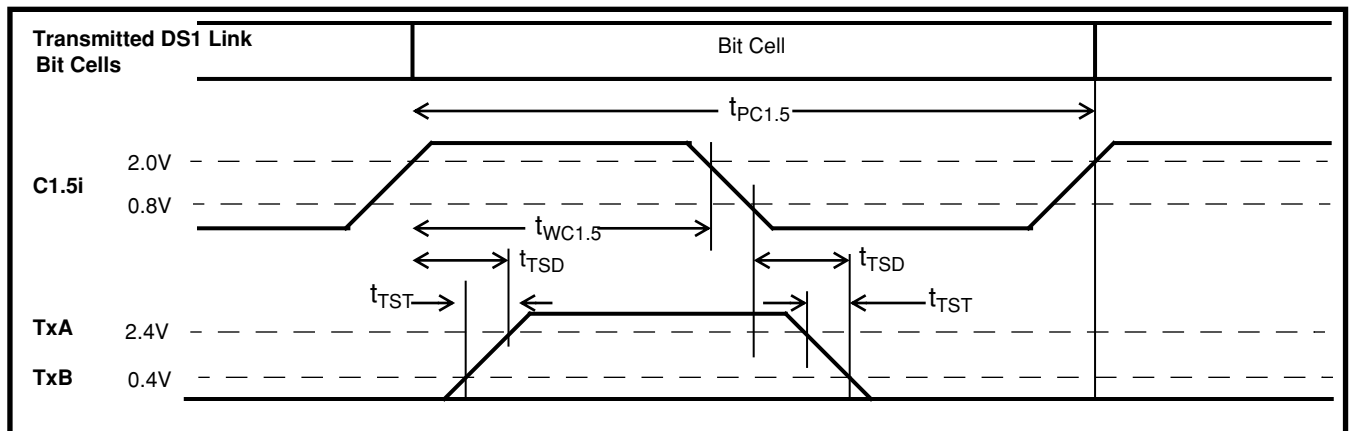 Transmitted DS1 Link
Bit Cells
Bit Cell
tPC1.5
C1.5i
2.0V
0.8V
tWC1.5
tTSD
tTSD
tTST
tTST
TxA
2.4V
TxB
0.4V